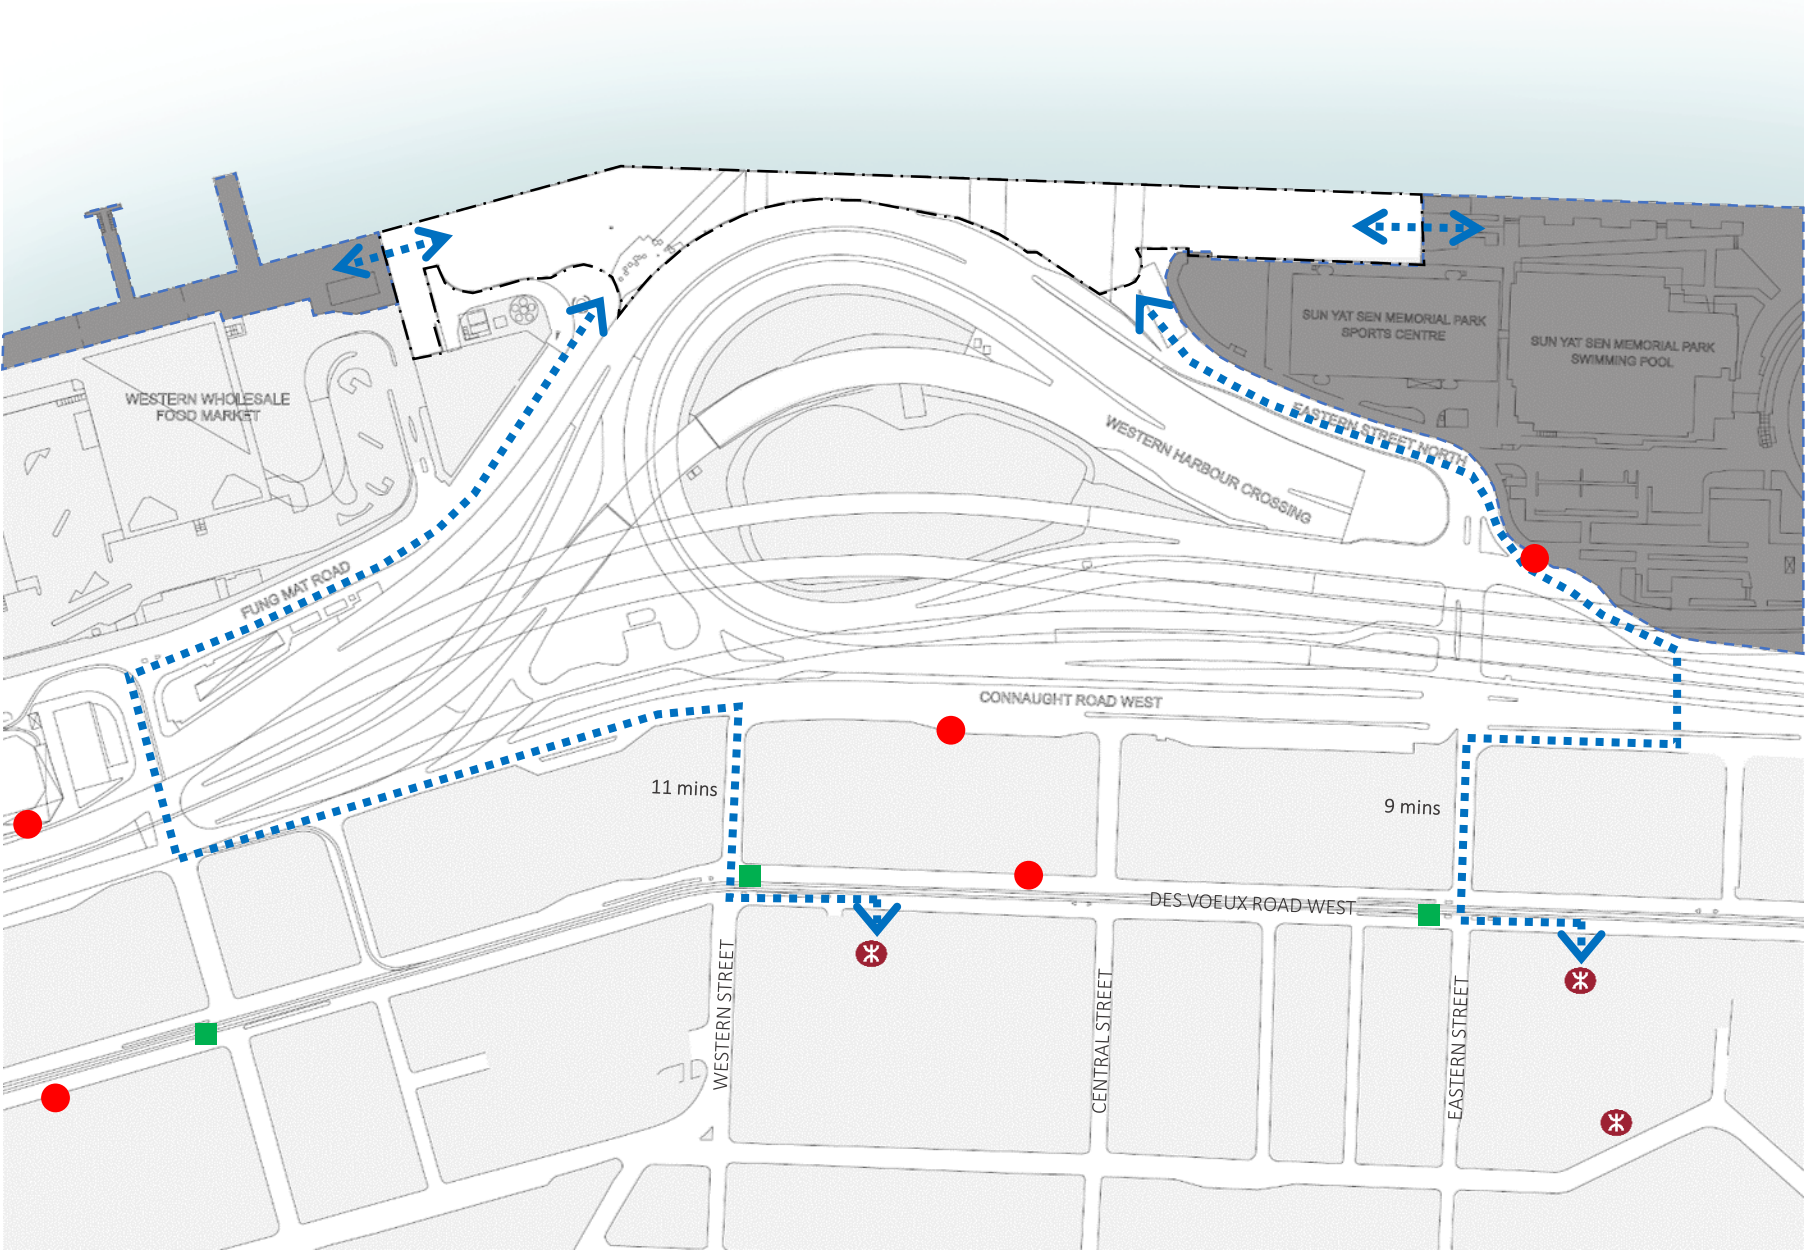 SUN YAT SEN MEMORIAL PARK
SPORTS CENTRE
SUN YAT SEN MEMORIAL PARK
SWIMMING POOL
WESTERN WHOLESALE
FOOD MARKET
EASTERN STREET NORTH
WESTERN HARBOUR CROSSING
FUNG MAT ROAD
CONNAUGHT ROAD WEST
11 mins
9 mins
DES VOEUX ROAD WEST
WESTERN STREET
CENTRAL STREET
EASTERN STREET